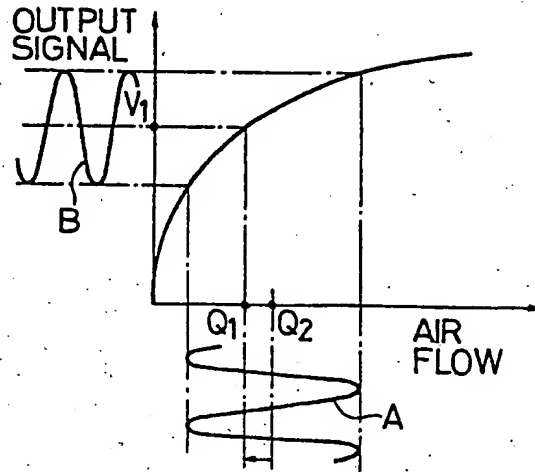 OUTPUT
SIGNAL
V1
B
Q1 Q2
AIR
FLOW
A